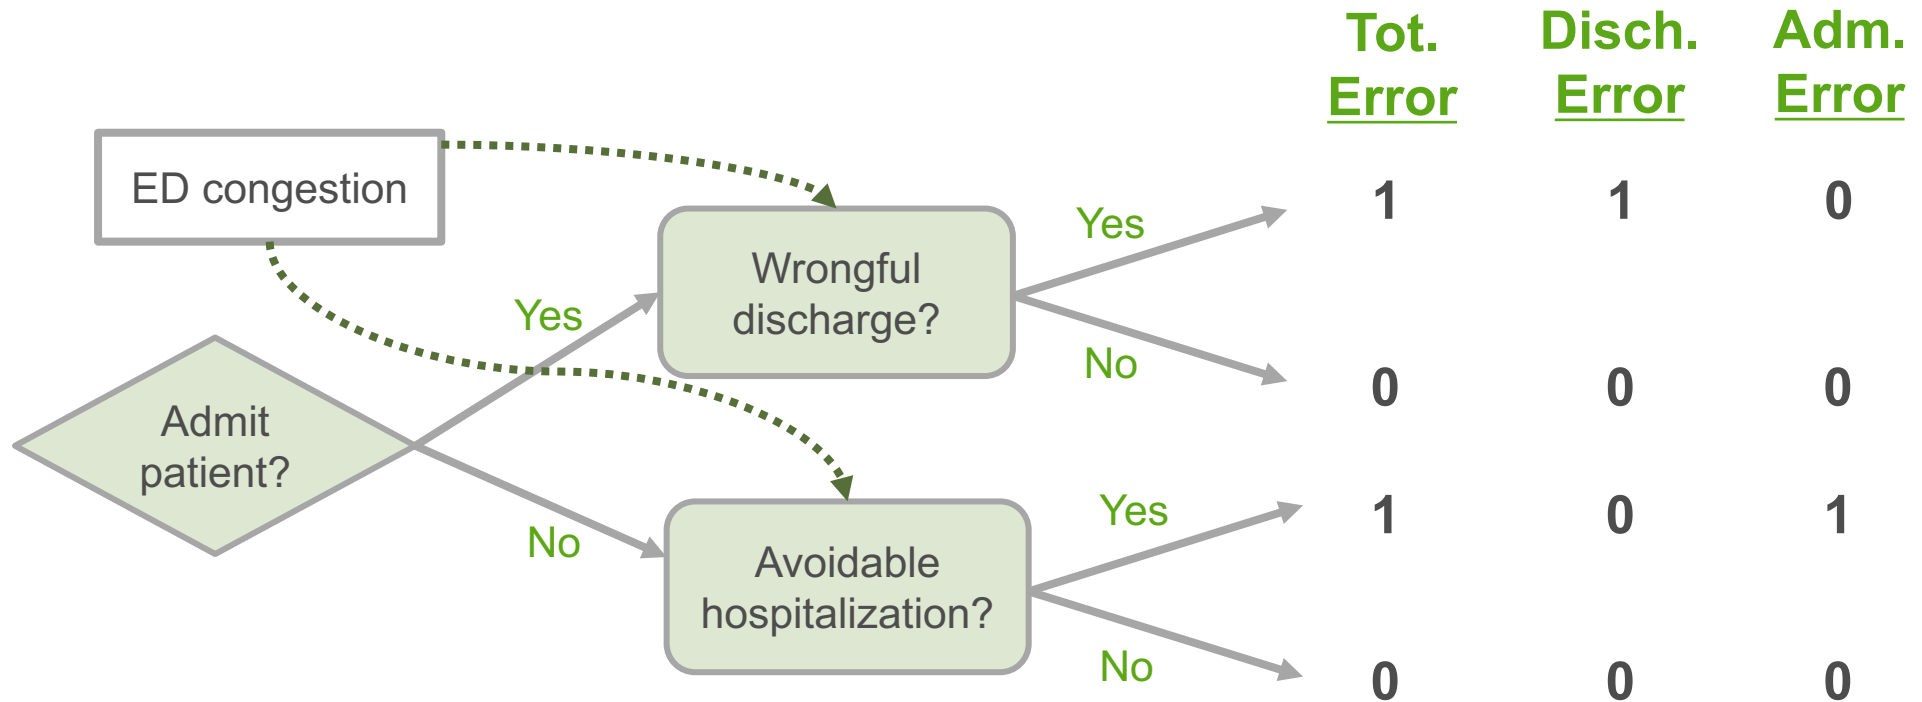 Tot. Disch. Adm.
Error Error Error
ED congestion
1 1 0
Yes
Wrongful
discharge?
Yes
No
0 0 0
Admit
patient?
Yes
1 0 1
No
Avoidable
hospitalization?
No
0 0 0